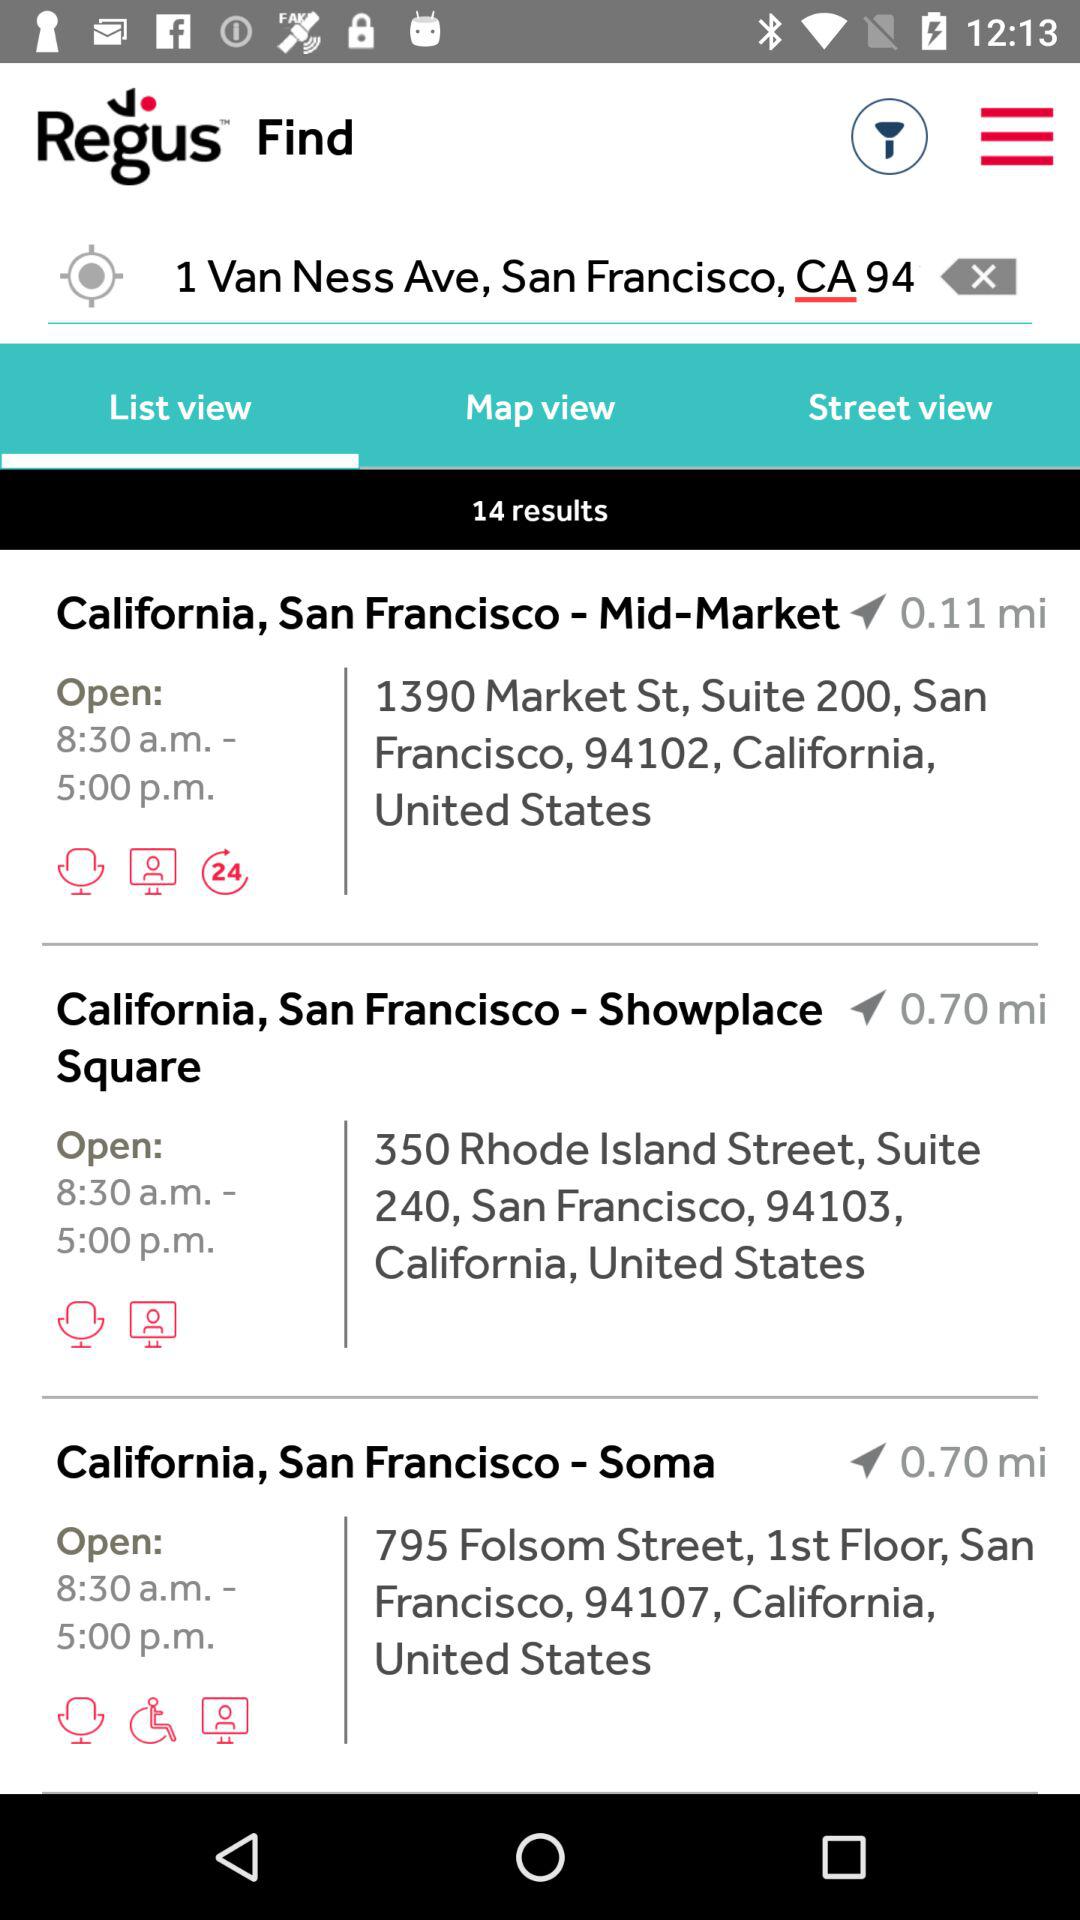 FAKE
12:13
Regus™ Find
1 Van Ness Ave, San Francisco, CA 94
List view
Map view
Street view
14 results
California, San Francisco - Mid-Market
0.11 mi
Open:
8:30 a.m. -
5:00 p.m.
24
1390 Market St, Suite 200, San
Francisco, 94102, California,
United States
California, San Francisco - Showplace
Square
0.70 mi
Open:
8:30 a.m. -
5:00 p.m.
350 Rhode Island Street, Suite
240, San Francisco, 94103,
California, United States
California, San Francisco - Soma
0.70 mi
Open:
8:30 a.m. -
5:00 p.m.
795 Folsom Street, 1st Floor, San
Francisco, 94107, California,
United States